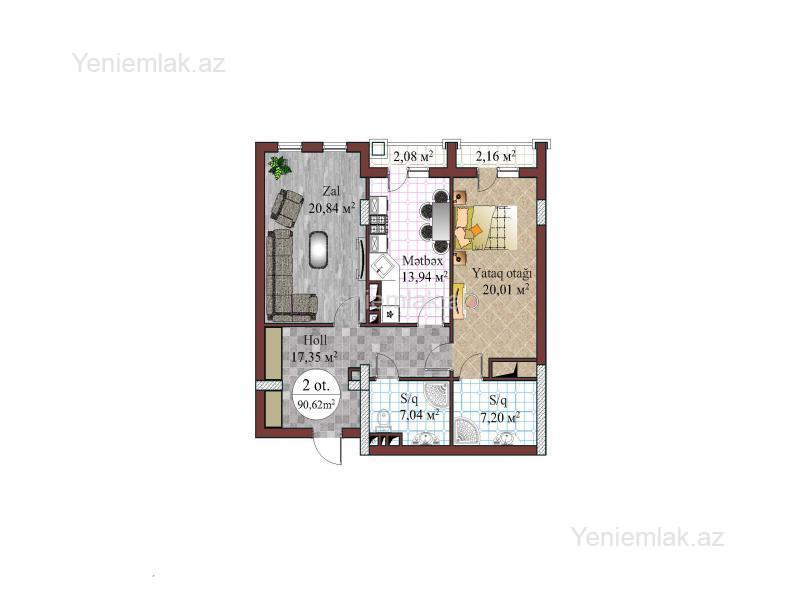 Yeniemlak.az
2,08 м²
2,16 м²
Zal
20,84 м²
Mətbəx
13,94 м²
Yataq otağı
20,01 м²
Holl
17,35 м²
2 ot.
90,62м²
S/q
7,04 м²
S/q
7,20 м²
Yeniemlak.az